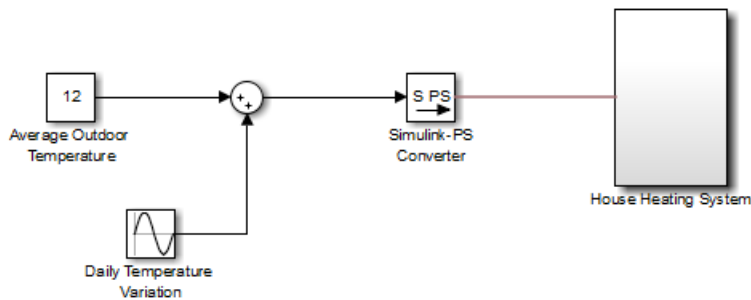 12
Average Outdoor
Temperature
+
+
S PS
Simulink-PS
Converter
House Heating System
Daily Temperature
Variation